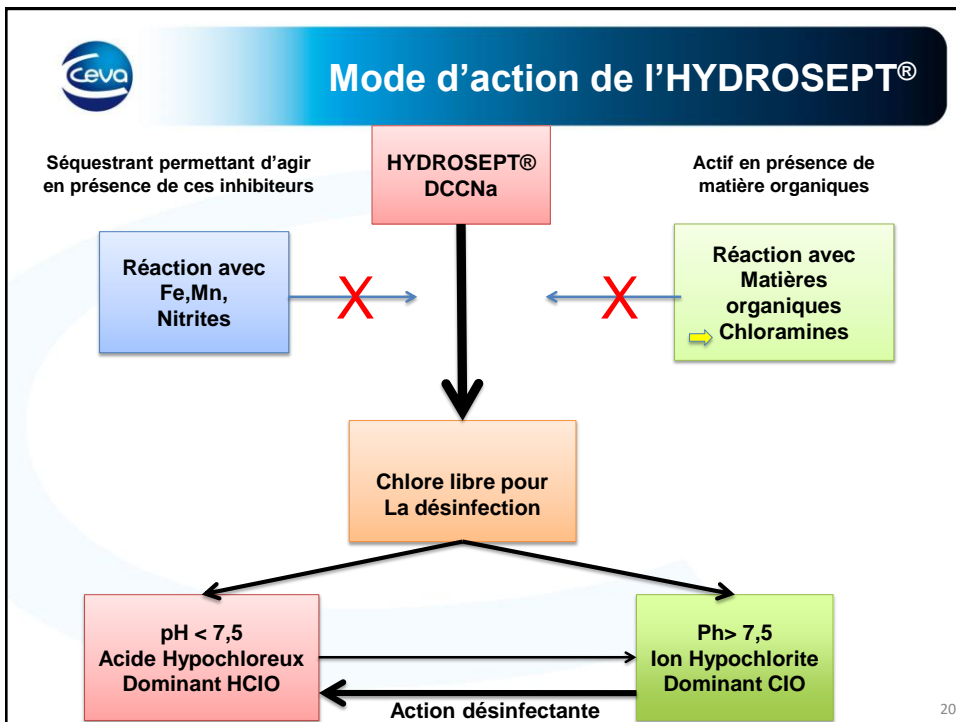 Ceva
Mode d'action de l'HYDROSEPT®
Séquestrant permettant d'agir
en présence de ces inhibiteurs
HYDROSEPT®
DCCNa
Actif en présence de
matière organiques
Réaction avec
Fe,Mn,
Nitrites
X
X
Réaction avec
Matières
organiques
Chloramines
Chlore libre pour
La désinfection
pH < 7,5
Acide Hypochloreux
Dominant HClO
Ph> 7,5
Ion Hypochlorite
Dominant ClO
Action désinfectante
20